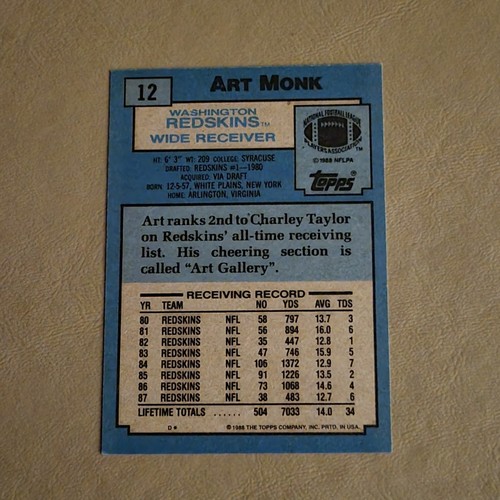 12
ART MONK
WASHINGTON
REDSKINS TM
WIDE RECEIVER
NATIONAL FOOTBALL LEAGUE
PLAYERS ASSOCIATION
TM
© 1988 NFLPA
Topps®
HT: 6' 3" WT: 209 COLLEGE: SYRACUSE
DRAFTED: REDSKINS #1—1980
ACQUIRED: VIA DRAFT
BORN: 12-5-57, WHITE PLAINS, NEW YORK
HOME: ARLINGTON, VIRGINIA
Art ranks 2nd to Charley Taylor
on Redskins' all-time receiving
list. His cheering section is
called "Art Gallery".
RECEIVING RECORD
YR TEAM NO YDS AVG TDS
80 REDSKINS NFL 58 797 13.7 3
81 REDSKINS NFL 56 894 16.0 6
82 REDSKINS NFL 35 447 12.8 1
83 REDSKINS NFL 47 746 15.9 5
84 REDSKINS NFL 106 1372 12.9 7
85 REDSKINS NFL 91 1226 13.5 2
86 REDSKINS NFL 73 1068 14.6 4
87 REDSKINS NFL 38 483 12.7 6
LIFETIME TOTALS ...... 504 7033 14.0 34
D* © 1988 THE TOPPS COMPANY, INC. PRTD. IN USA.